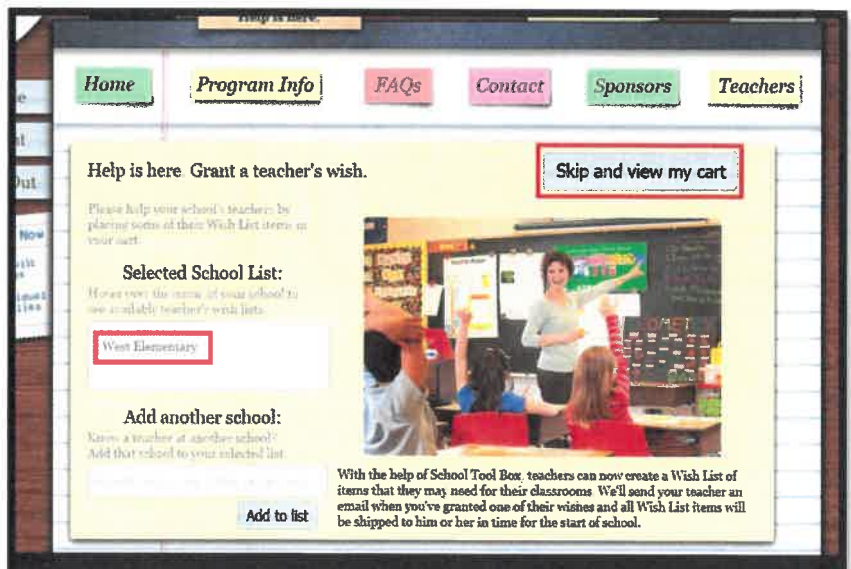 Help is here.
Home
Program Info
FAQs
Contact
Sponsors
Teachers
Out
Now
Help is here. Grant a teacher's wish.
Skip and view my cart
Please help your school's teachers by
placing some of their Wish List items in
your cart.
Selected School List:
Hover over the name of your school to
see available teacher's wish lists.
West Elementary
Add another school:
Know a teacher at another school?
Add that school to your selected list.
Add to list
COMET
With the help of School Tool Box, teachers can now create a Wish List of
items that they may need for their classrooms. We'll send your teacher an
email when you've granted one of their wishes and all Wish List items will
be shipped to him or her in time for the start of school.